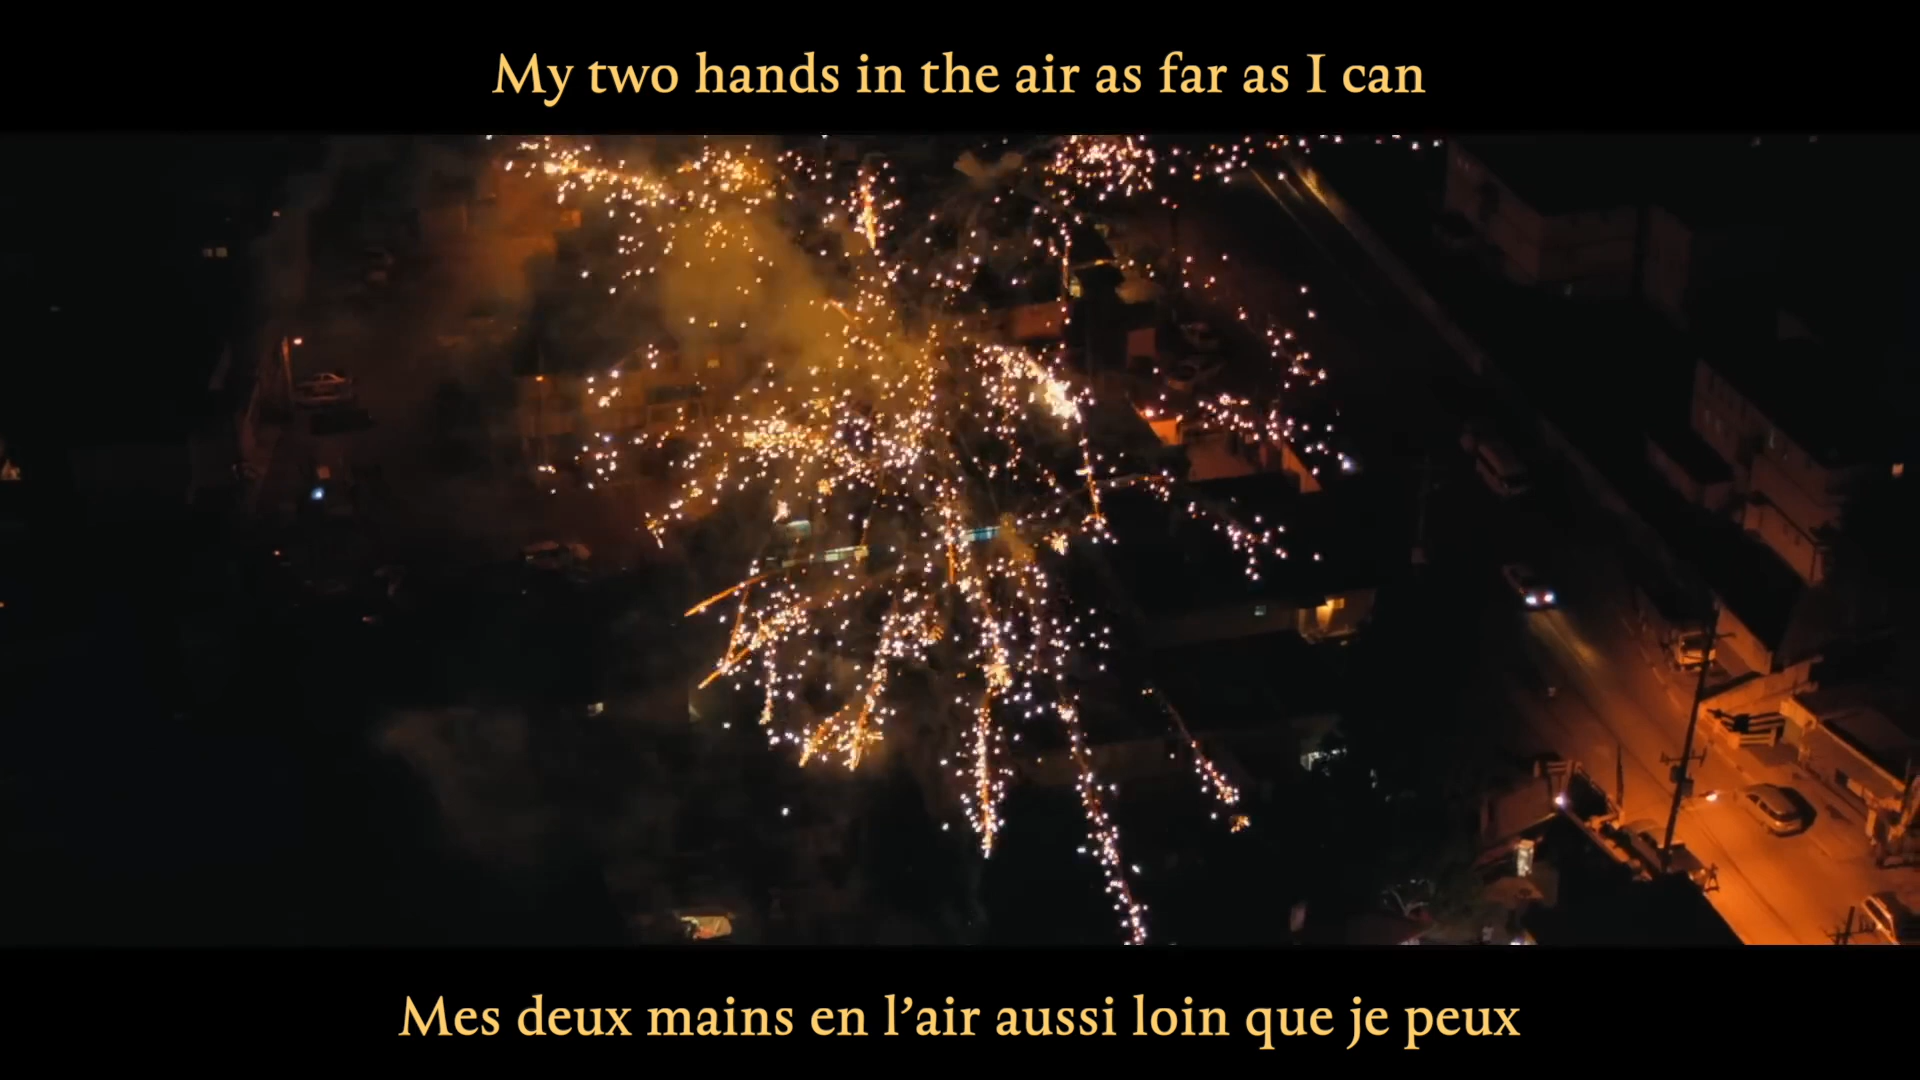 My two hands in the air as far as I can
Mes deux mains en l’air aussi loin que je peux